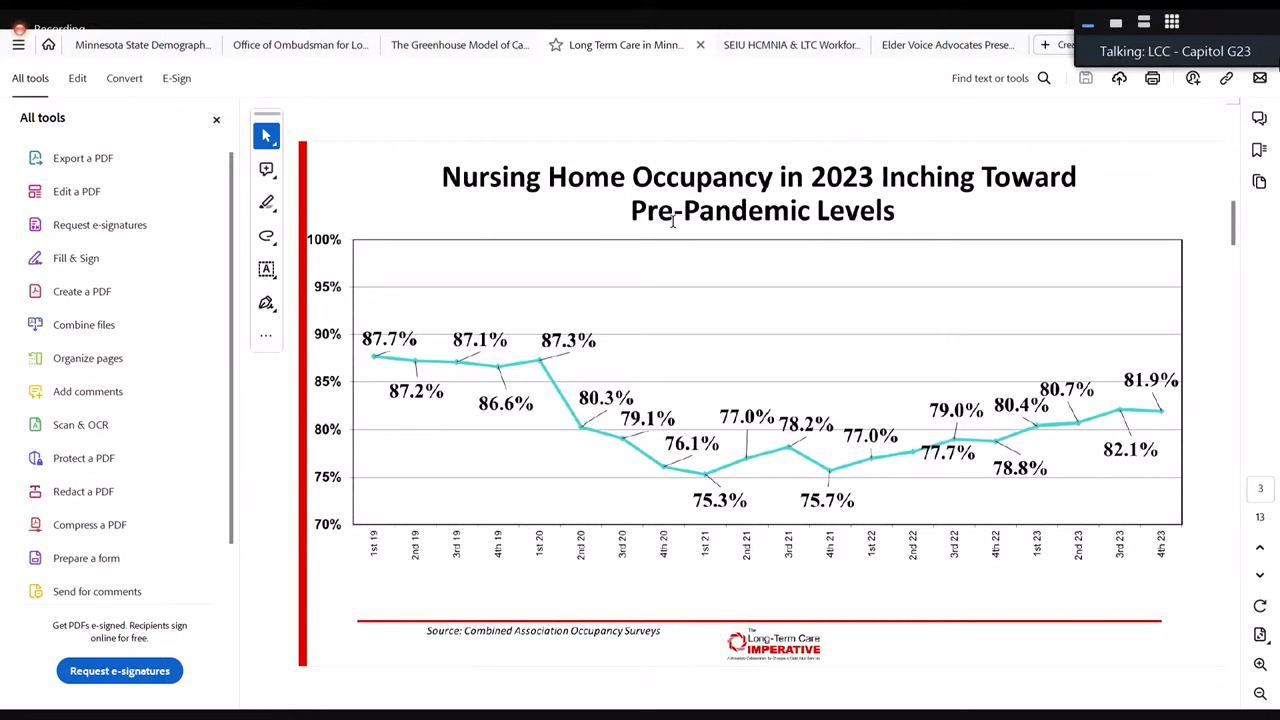 Recording
Talking: LCC - Capitol G23
Minnesota State Demograph...
Office of Ombudsman for Lo...
The Greenhouse Model of Ca...
Long Term Care in Minn...
SEIU HCMNIA & LTC Workfor...
Elder Voice Advocates Prese...
All tools
Edit
Convert
E-Sign
Find text or tools
All tools
Export a PDF
Edit a PDF
Request e-signatures
Fill & Sign
Create a PDF
Combine files
Organize pages
Add comments
Scan & OCR
Protect a PDF
Redact a PDF
Compress a PDF
Prepare a form
Send for comments
Get PDFs e-signed. Recipients sign
online for free.
Request e-signatures
Nursing Home Occupancy in 2023 Inching Toward
Pre-Pandemic Levels
100%
95%
90%
85%
80%
75%
70%
87.7%
87.2%
87.1%
86.6%
87.3%
80.3%
79.1%
76.1%
75.3%
77.0%
78.2%
75.7%
77.0%
77.7%
79.0%
78.8%
80.4%
80.7%
82.1%
81.9%
1st 19
2nd 19
3rd 19
4th 19
1st 20
2nd 20
3rd 20
4th 20
1st 21
2nd 21
3rd 21
4th 21
1st 22
2nd 22
3rd 22
4th 22
1st 23
2nd 23
3rd 23
4th 23
Source: Combined Association Occupancy Surveys
The
Long-Term Care
IMPERATIVE
3
13